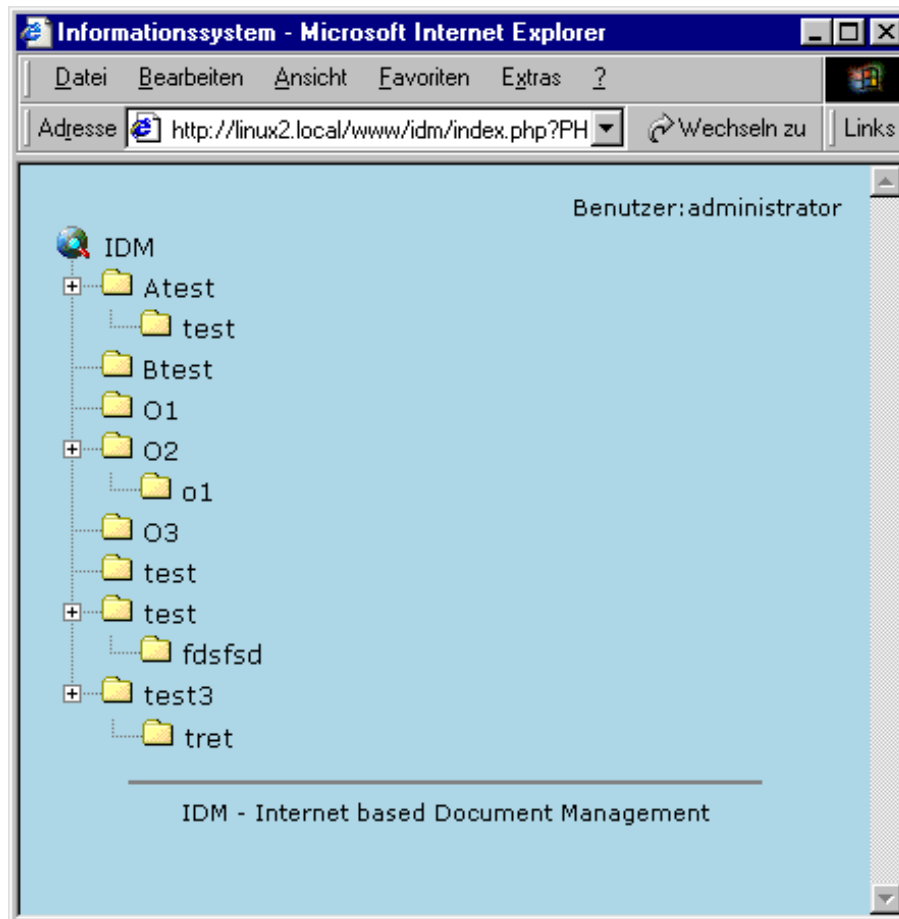 Informationssystem - Microsoft Internet Explorer
Datei Bearbeiten Ansicht Favoriten Extras ?
Adresse http://linux2.local/www/idm/index.php?PH Wechseln zu Links
Benutzer:administrator
IDM
Atest
test
Btest
O1
O2
o1
O3
test
test
fdsfsd
test3
tret
IDM - Internet based Document Management